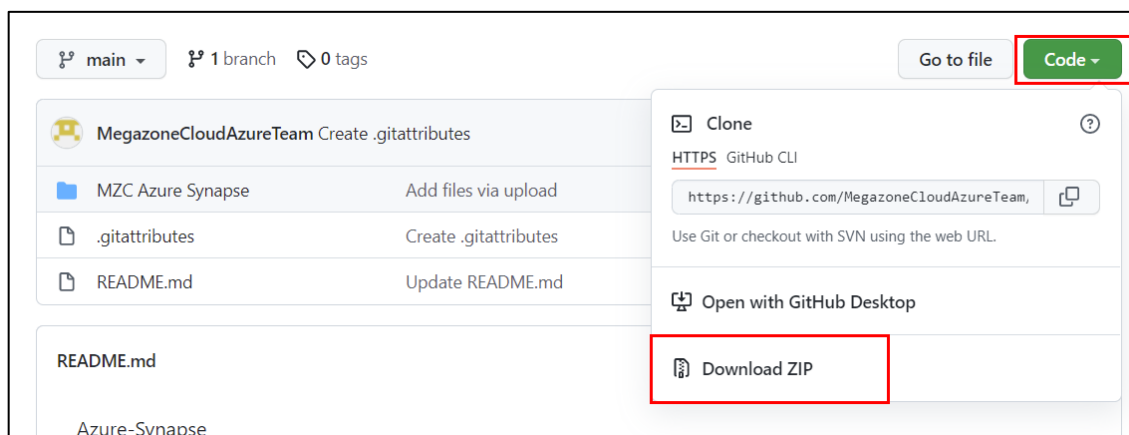 main
1 branch
0 tags
Go to file
Code
MegazoneCloudAzureTeam Create .gitattributes
MZC Azure Synapse
Add files via upload
.gitattributes
Create .gitattributes
README.md
Update README.md
Clone
HTTPS GitHub CLI
https://github.com/MegazoneCloudAzureTeam,
Use Git or checkout with SVN using the web URL.
Open with GitHub Desktop
Download ZIP
README.md
Azure-Synapse